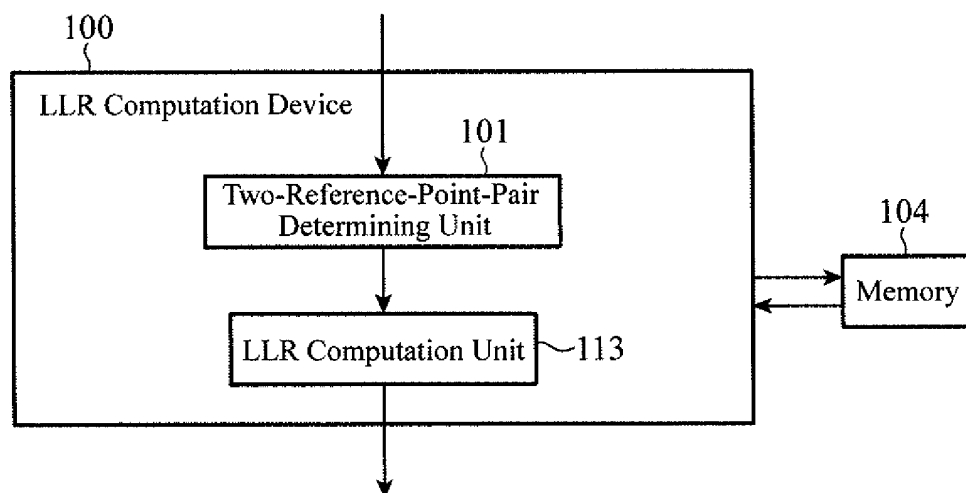 100
LLR Computation Device
101
Two-Reference-Point-Pair
Determining Unit
104
Memory
LLR Computation Unit
113